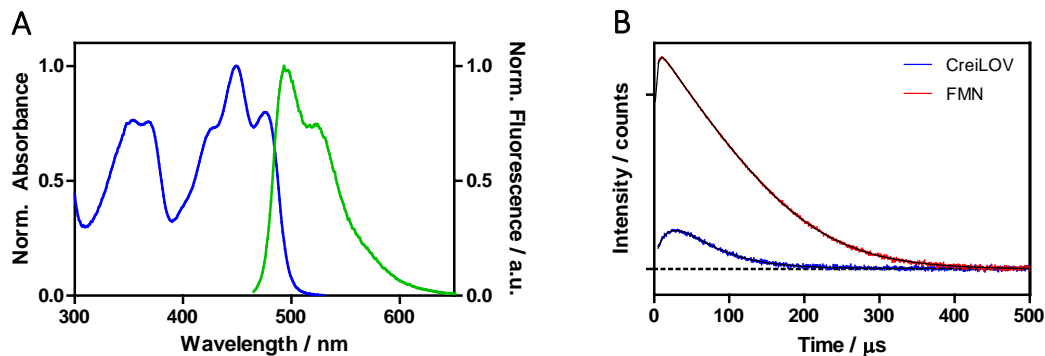 A
Norm. Absorbance
1.0
0.5
0.0
300 400 500 600
Wavelength / nm
1.0
0.5
0.0
Norm. Fluorescence / a.u.
B
Intensity / counts
CreiLOV
FMN
0 100 200 300 400 500
Time / μs